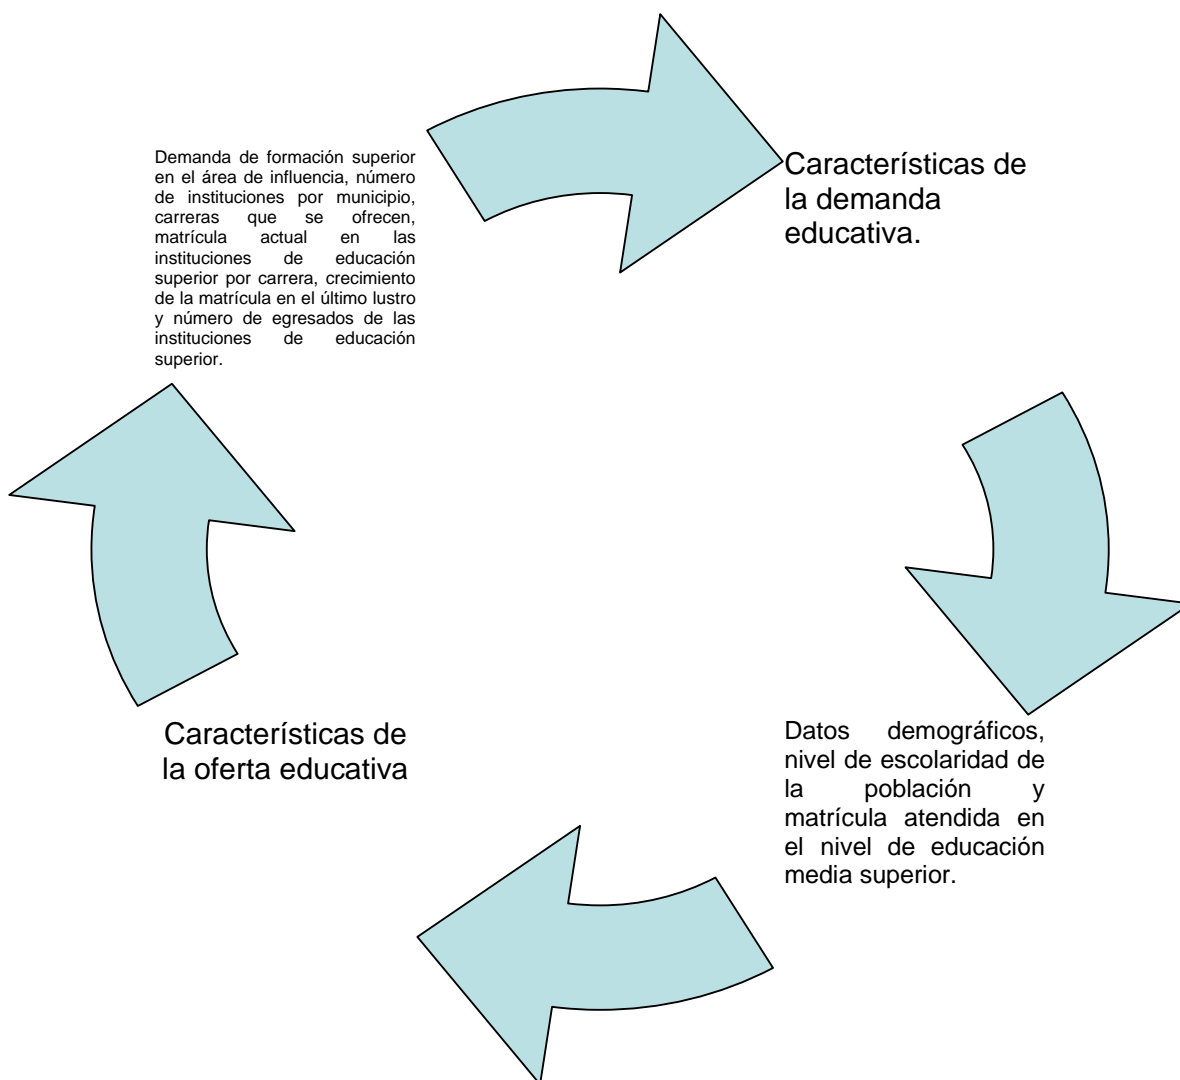 Demanda de formación superior
en el área de influencia, número
de instituciones por municipio,
carreras que se ofrecen,
matrícula actual en las
instituciones de educación
superior por carrera, crecimiento
de la matrícula en el último lustro
y número de egresados de las
instituciones de educación
superior.
Características de
la demanda
educativa.
Características de
la oferta educativa
Datos demográficos,
nivel de escolaridad de
la población y
matrícula atendida en
el nivel de educación
media superior.